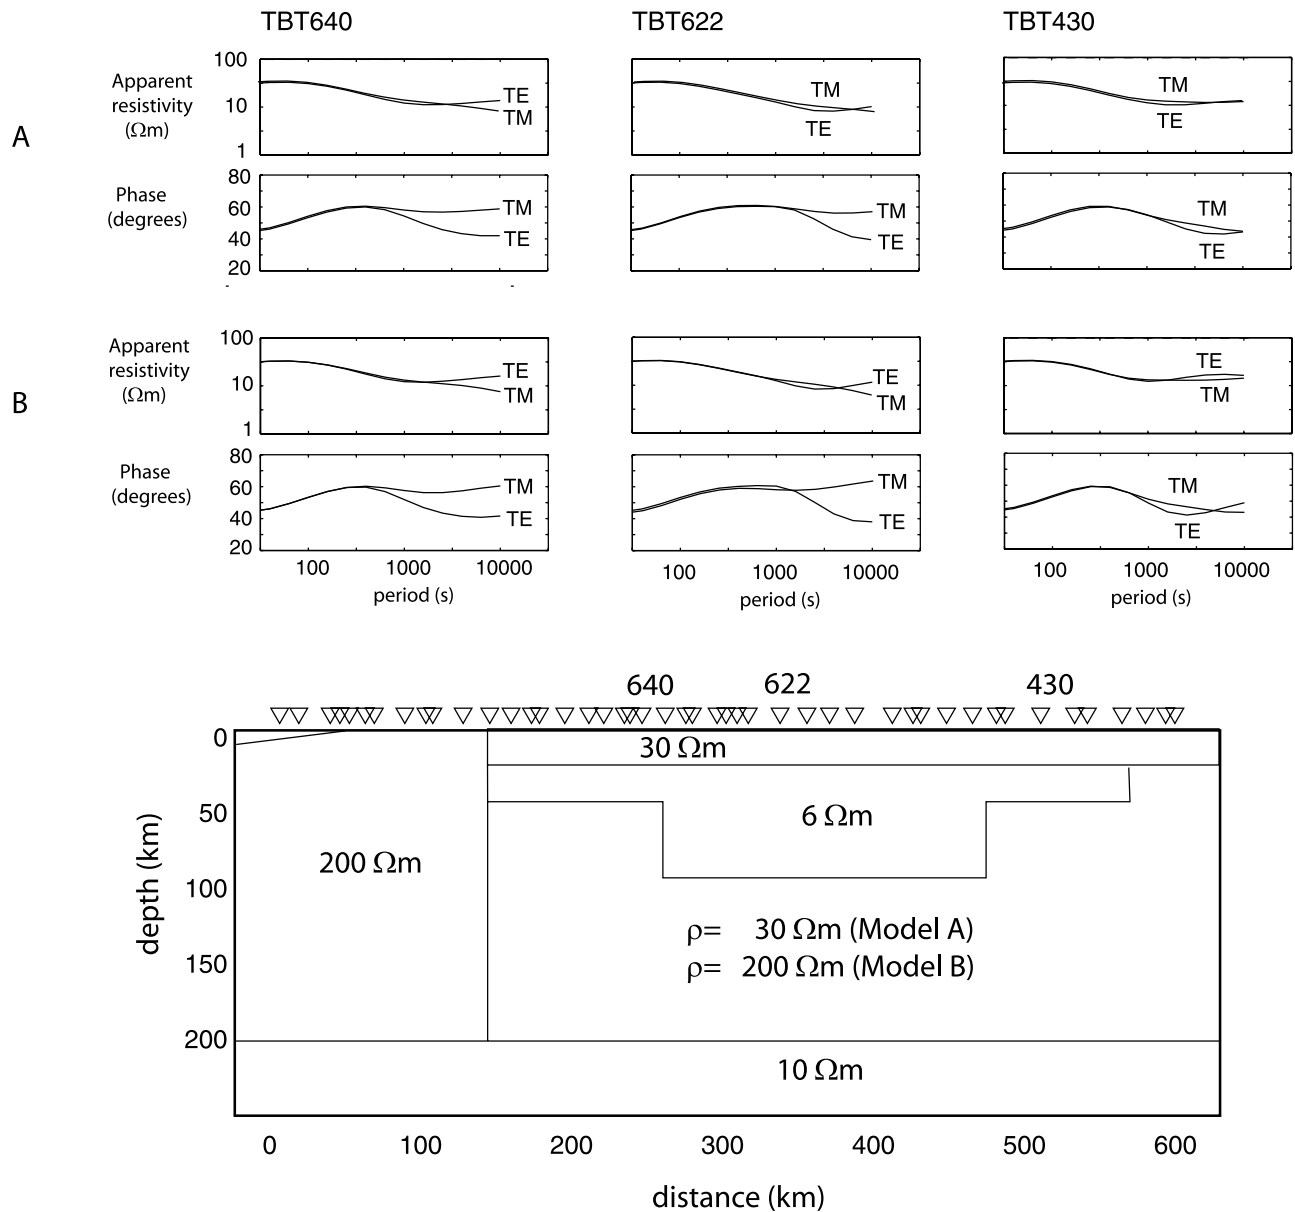 TBT640 TBT622 TBT430
A
Apparent
resistivity
(Ωm)
100
10
1
TE
TM
TM
TE
TM
TE
Phase
(degrees)
80
60
40
20
TM
TE
TM
TE
TM
TE
B
Apparent
resistivity
(Ωm)
100
10
1
TE
TM
TE
TM
TE
TM
Phase
(degrees)
80
60
40
20
TM
TE
TM
TE
TM
TE
100 1000 10000
period (s)
100 1000 10000
period (s)
100 1000 10000
period (s)
640 622 430
depth (km)
0
50
100
150
200
30 Ωm
6 Ωm
200 Ωm
ρ= 30 Ωm (Model A)
ρ= 200 Ωm (Model B)
10 Ωm
0 100 200 300 400 500 600
distance (km)